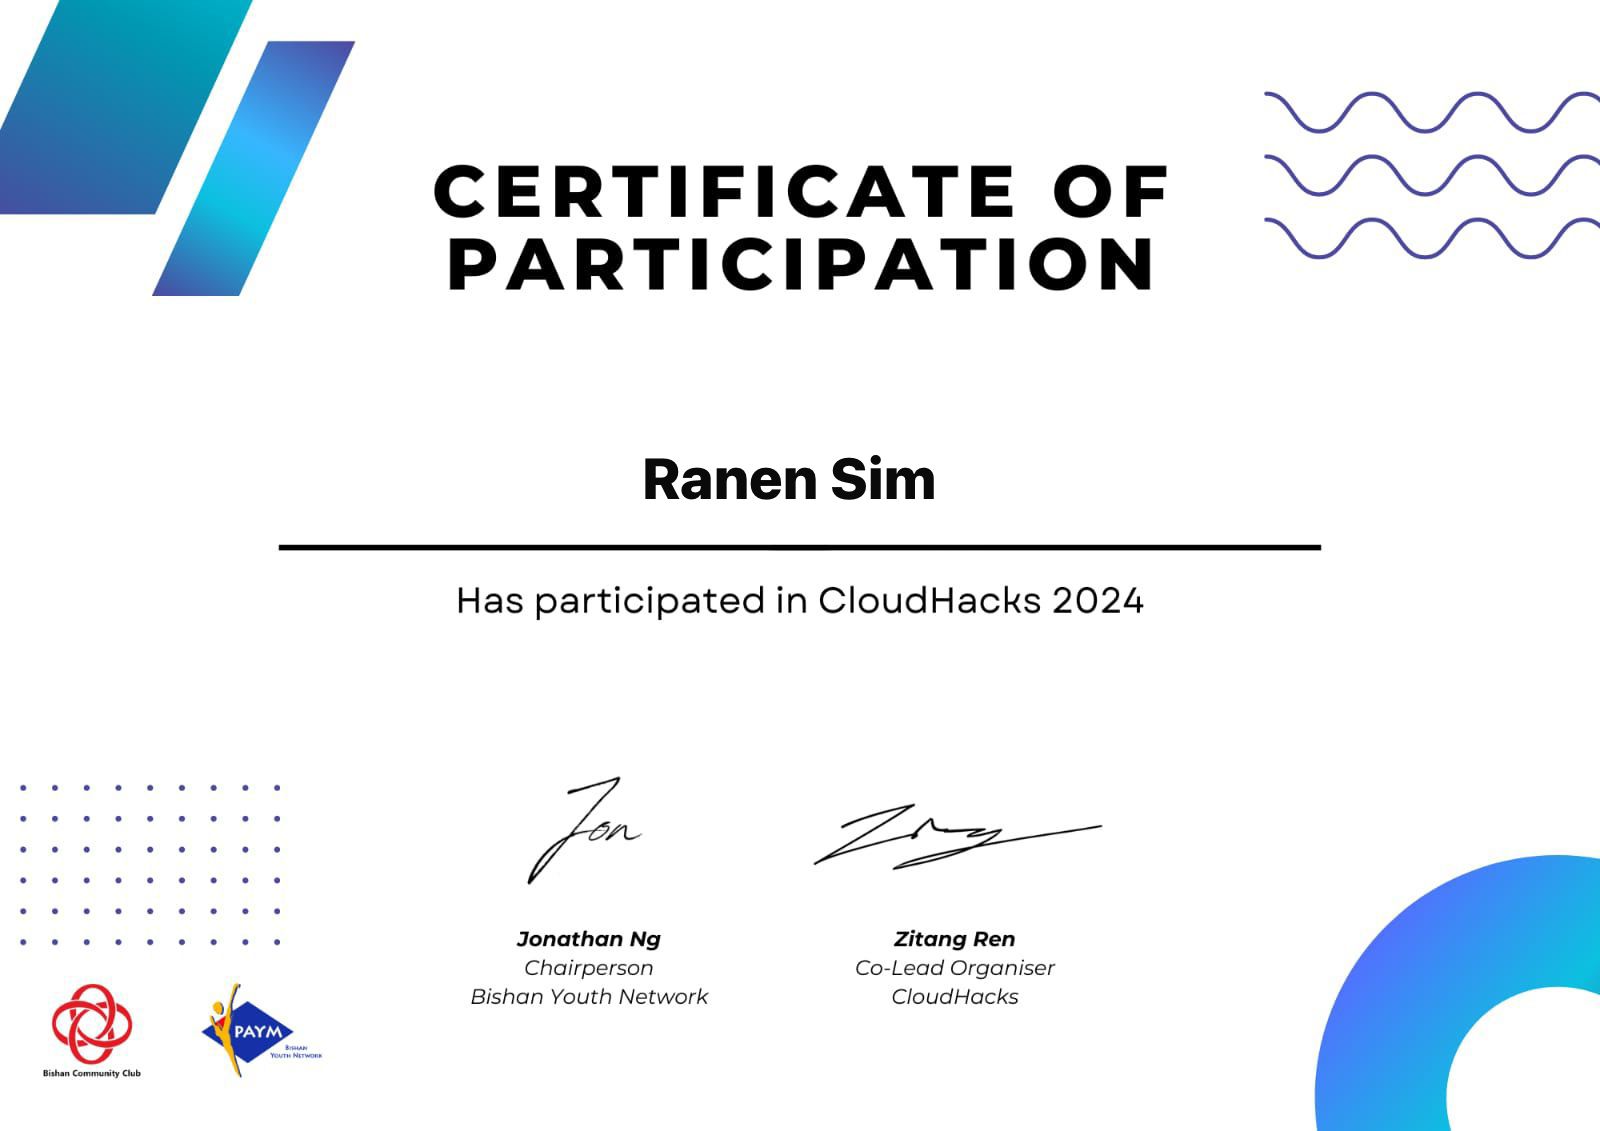 CERTIFICATE OF
PARTICIPATION
Ranen Sim
Has participated in CloudHacks 2024
Jon
Jonathan Ng
Chairperson
Bishan Youth Network
Zitang Ren
Co-Lead Organiser
CloudHacks
Bishan Community Club
PAYM
BISHAN
YOUTH NETWORK